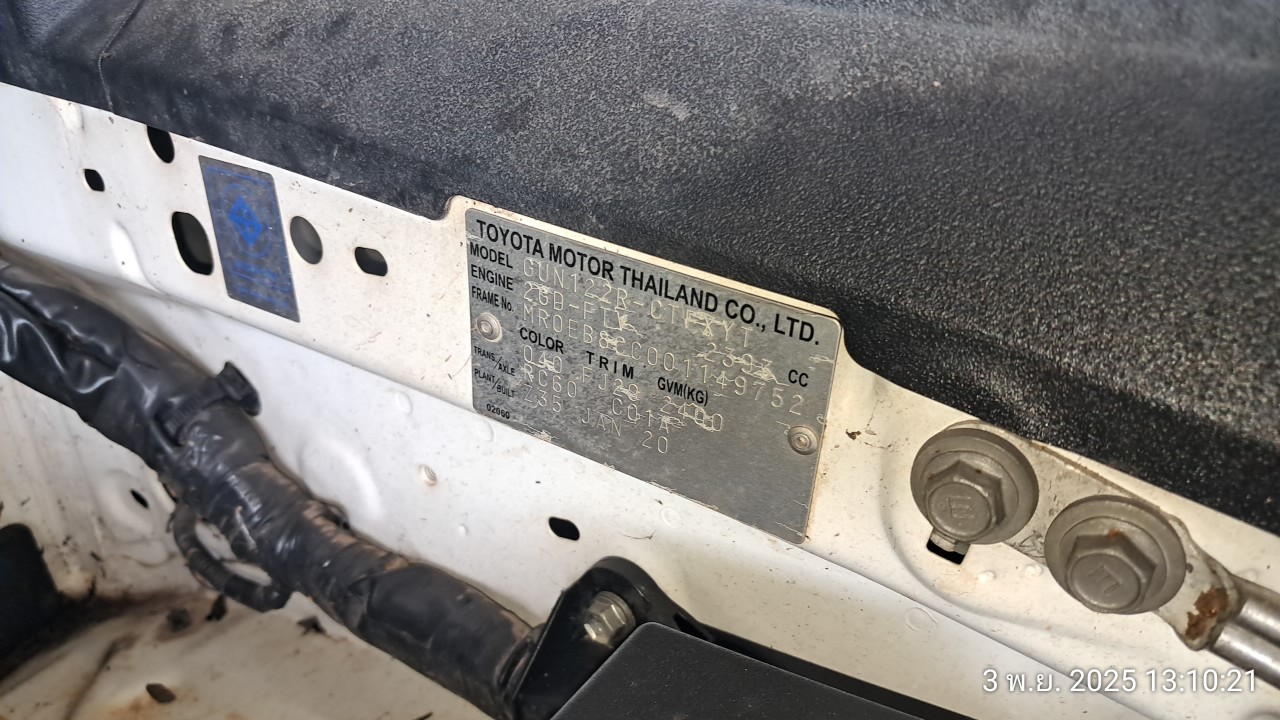 TOYOTA MOTOR THAILAND CO., LTD.
MODEL GUN122R-CTFXYT
ENGINE 2GD-FTV 2393 CC
FRAME No. MR0EB8CC001149752
COLOR TRIM GVM(KG)
040 FJ20 2400
TRANS./AXLE RC60 C01A
PLANT/BUILT Z35 JAN 20
02060
3 พ.ย. 2025 13:10:21